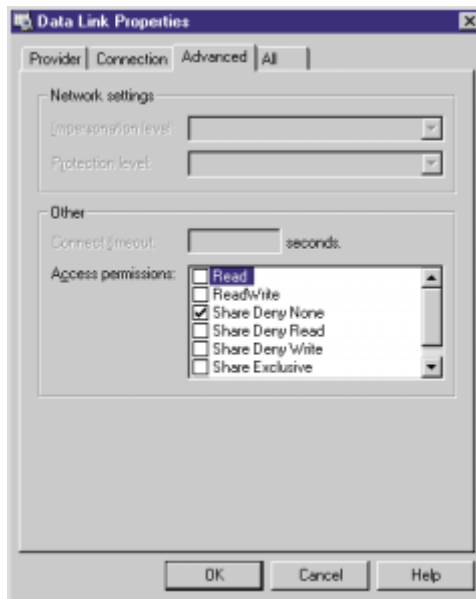 Data Link Properties
Provider Connection Advanced All
Network settings
Impersonation level:
Protection level:
Other
Connect timeout: seconds.
Access permissions: Read
ReadWrite
Share Deny None
Share Deny Read
Share Deny Write
Share Exclusive
OK Cancel Help